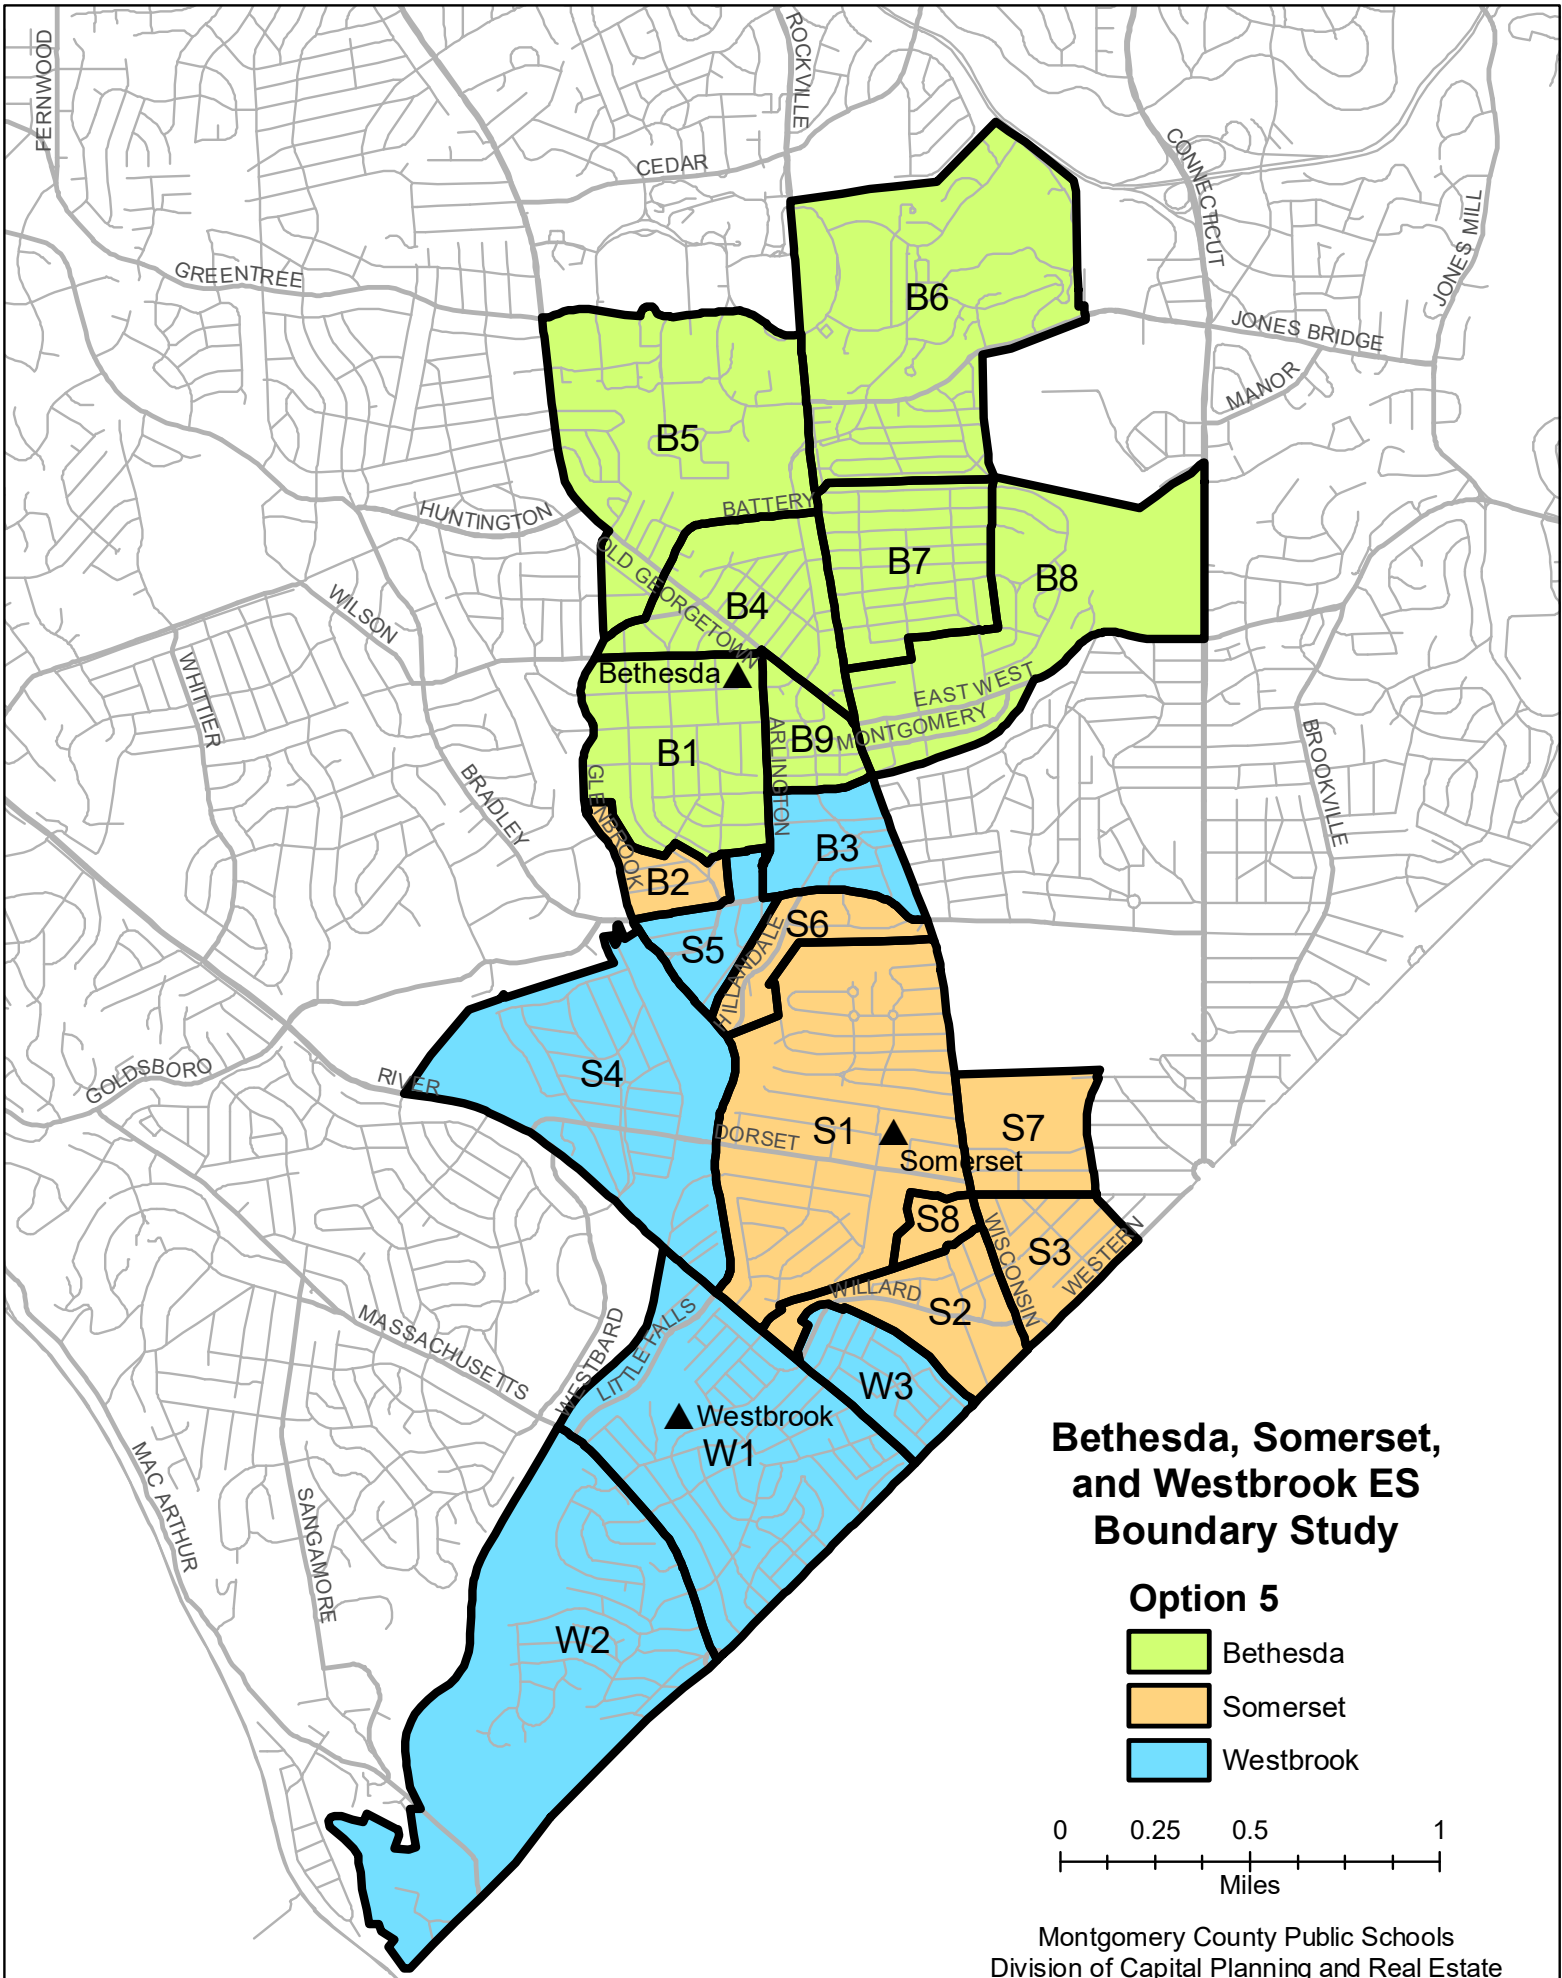 FERNWOOD
ROCKVILLE
CEDAR
CONNECTICUT
JONES MILL
GREENTREE
B6
JONES BRIDGE
MANOR
B5
BATTERY
HUNTINGTON
OLD GEORGETOWN
B7
B8
B4
WILSON
WHITTIER
Bethesda
EAST WEST
MONTGOMERY
ARLINGTON
B9
B1
BROOKVILLE
BRADLEY
GLENBROOK
B3
B2
S6
S5
HILLANDALE
S4
RIVER
GOLDSBORO
DORSET
S1
S7
Somerset
S8
WISCONSIN
S3
WESTERN
WILLARD
S2
MASSACHUSETTS
WESTBARD
LITTLE FALLS
W3
Westbrook
W1
MAC ARTHUR
SANGAMORE
W2
Bethesda, Somerset,
and Westbrook ES
Boundary Study
Option 5
Bethesda
Somerset
Westbrook
0 0.25 0.5 1
Miles
Montgomery County Public Schools
Division of Capital Planning and Real Estate